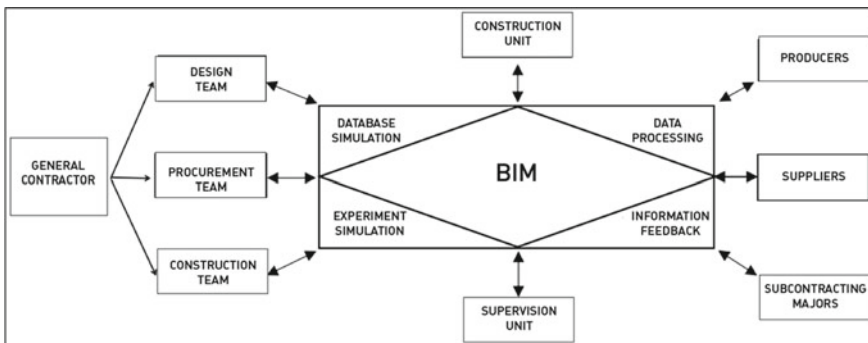 CONSTRUCTION
UNIT
PRODUCERS
DESIGN
TEAM
DATABASE
SIMULATION
DATA
PROCESSING
GENERAL
CONTRACTOR
PROCUREMENT
TEAM
BIM
SUPPLIERS
EXPERIMENT
SIMULATION
INFORMATION
FEEDBACK
CONSTRUCTION
TEAM
SUPERVISION
UNIT
SUBCONTRACTING
MAJORS